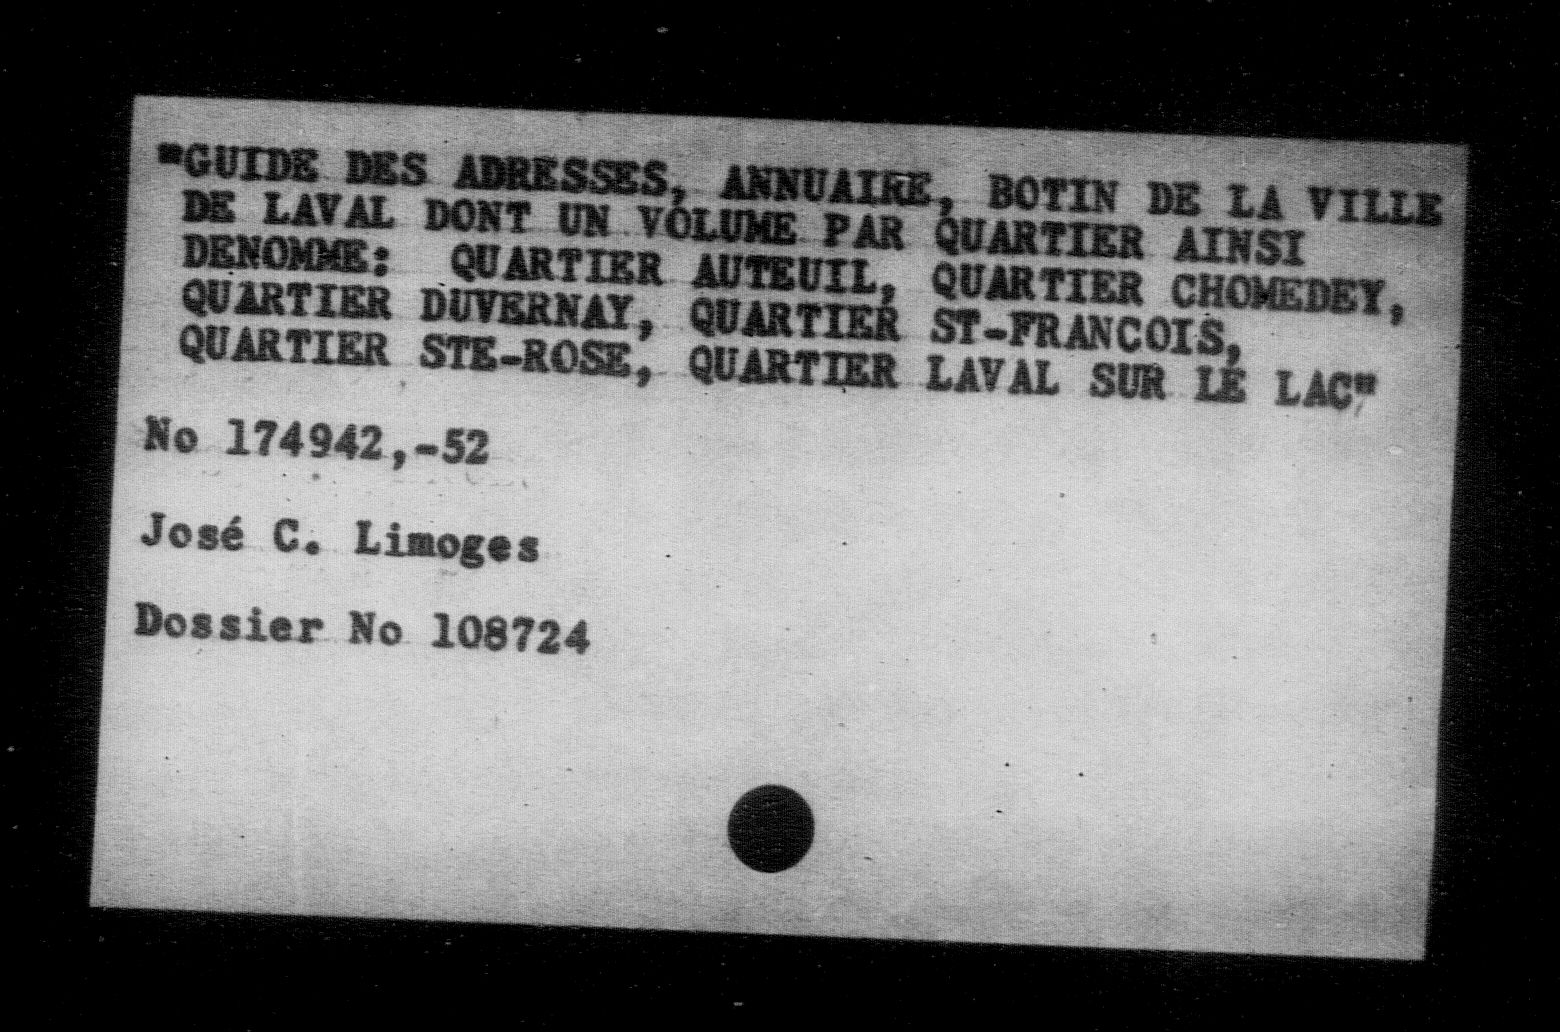 "GUIDE DES ADRESSES, ANNUAIRE, BOTIN DE LA VILLE
DE LAVAL DONT UN VOLUME PAR QUARTIER AINSI
DENOMME: QUARTIER AUTEUIL, QUARTIER CHOMEDEY,
QUARTIER DUVERNAY, QUARTIER ST-FRANCOIS,
QUARTIER STE-ROSE, QUARTIER LAVAL SUR LE LAC"
No 174942,-52
José C. Limoges
Dossier No 108724